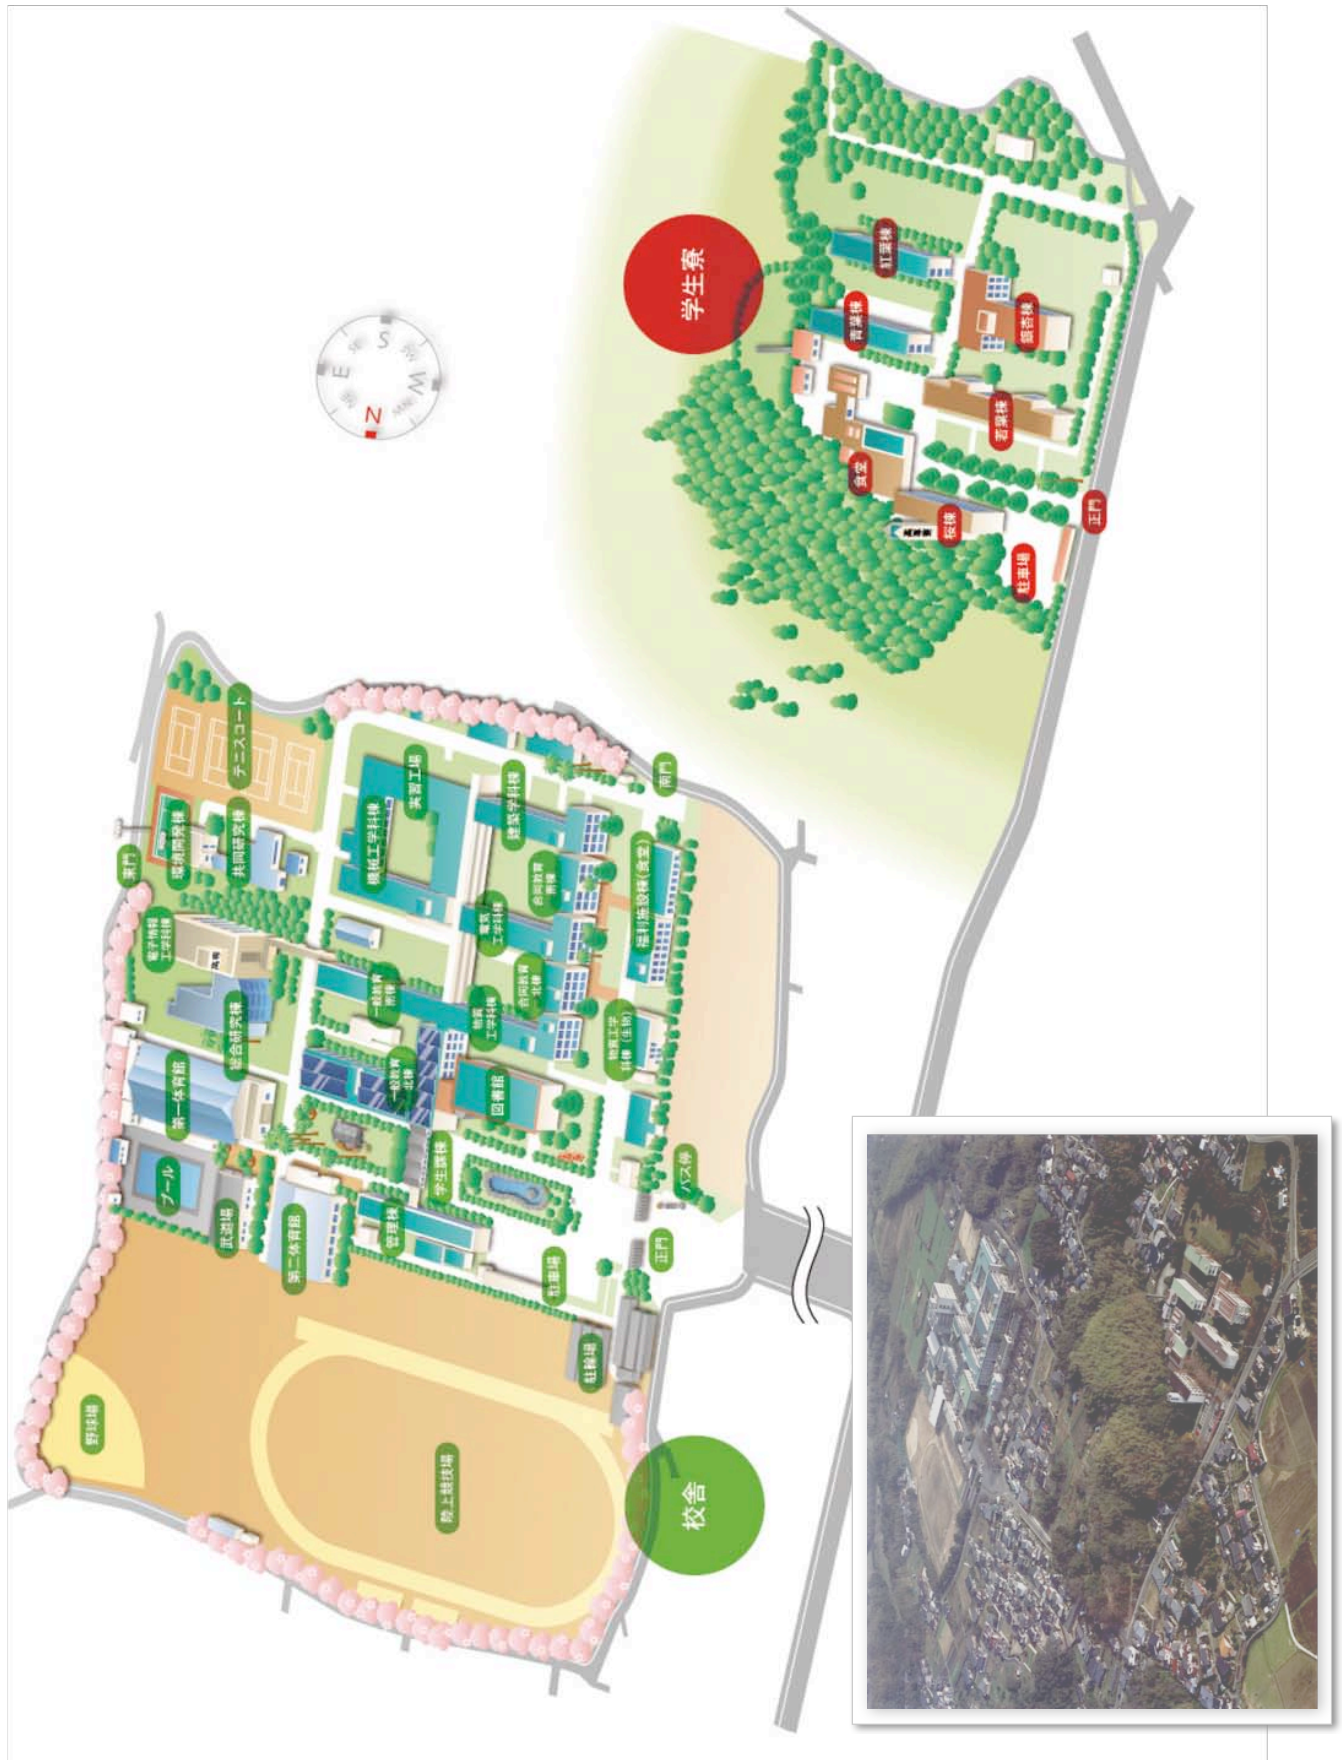 野球場
東門
電子情報
工学科棟
プール
第一体育館
環境開発棟
武道場
総合研究棟
共同研究棟
テニスコート
第二体育館
一般教育
南棟
機械工学科棟
管理棟
一般教育
北棟
実習工場
学生課棟
陸上競技場
物質
工学科棟
電気
工学科棟
図書館
建築学科棟
合同教育
北棟
合同教育
南棟
駐車場
駐輪場
物質工学
科棟(生物)
福利施設棟(食堂)
正門
南門
バス停
校舎
N
NE
E
SE
S
SW
W
NW
学生寮
食堂
青葉棟
紅葉棟
桜棟
若葉棟
銀杏棟
駐車場
正門